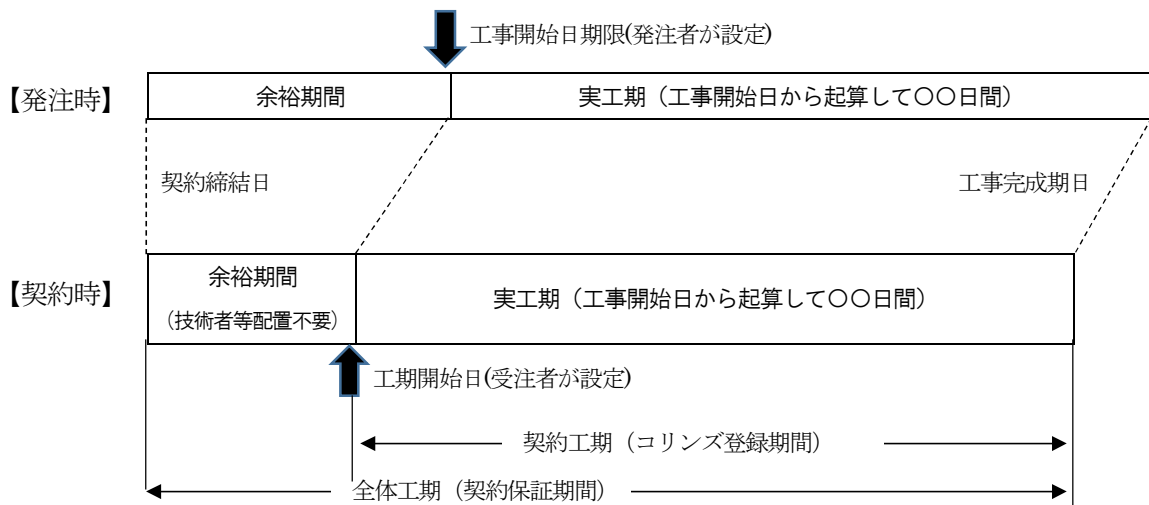 工事開始日期限(発注者が設定)
【発注時】
余裕期間
実工期（工事開始日から起算して〇〇日間）
契約締結日
工事完成期日
【契約時】
余裕期間
（技術者等配置不要）
実工期（工事開始日から起算して〇〇日間）
工期開始日(受注者が設定)
契約工期（コリンズ登録期間）
全体工期（契約保証期間）